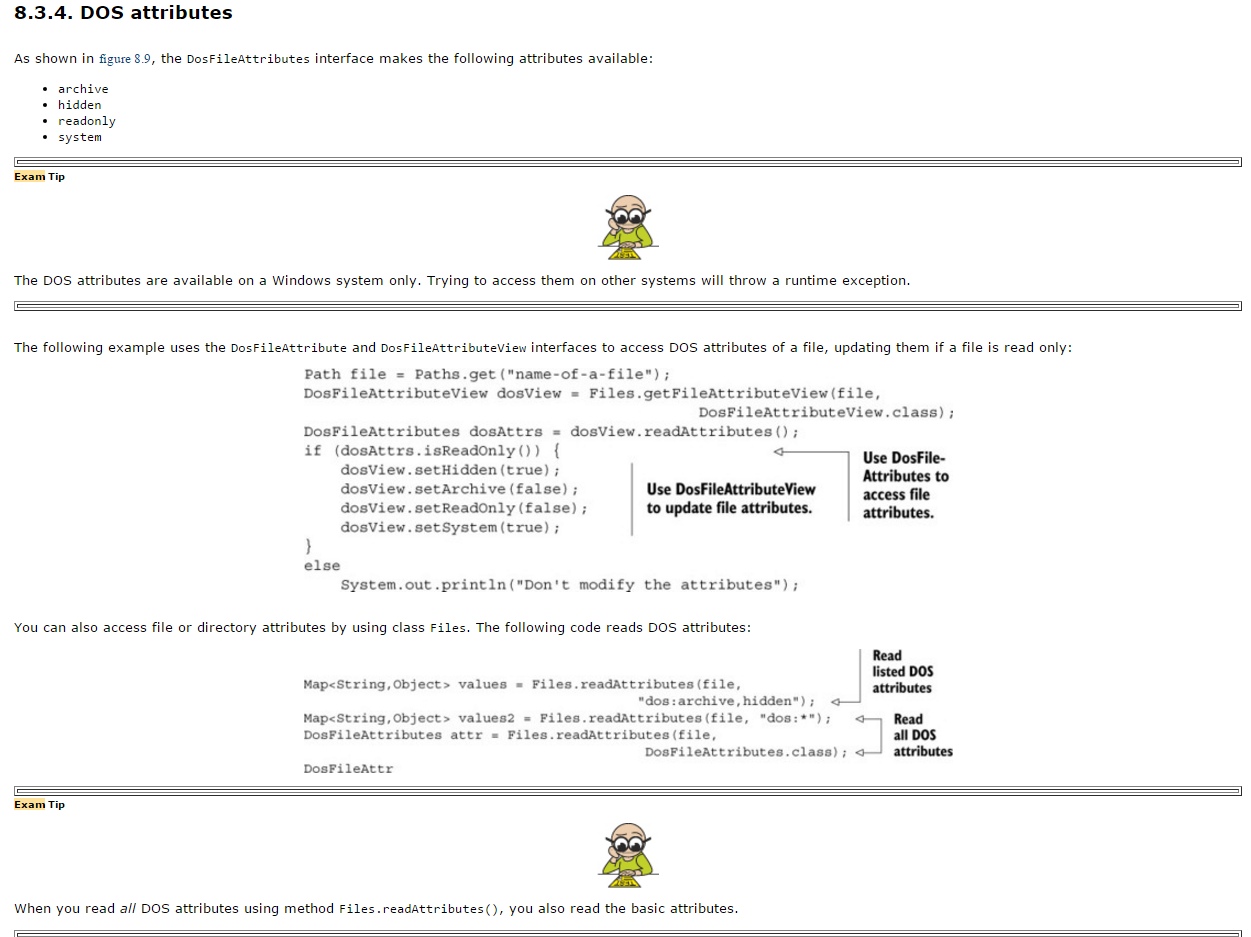 8.3.4. DOS attributes
As shown in figure 8.9, the DosFileAttributes interface makes the following attributes available:
• archive
• hidden
• readonly
• system
Exam Tip
The DOS attributes are available on a Windows system only. Trying to access them on other systems will throw a runtime exception.
The following example uses the DosFileAttribute and DosFileAttributeView interfaces to access DOS attributes of a file, updating them if a file is read only:
Path file = Paths.get("name-of-a-file");
DosFileAttributeView dosView = Files.getFileAttributeView(file,
DosFileAttributeView.class);
DosFileAttributes dosAttrs = dosView.readAttributes();
if (dosAttrs.isReadOnly()) {
dosView.setHidden(true);
dosView.setArchive(false);
dosView.setReadOnly(false);
dosView.setSystem(true);
}
else
System.out.println("Don't modify the attributes");
Use DosFileAttributeView
to update file attributes.
Use DosFile-
Attributes to
access file
attributes.
You can also access file or directory attributes by using class Files. The following code reads DOS attributes:
Map<String,Object> values = Files.readAttributes(file,
"dos:archive,hidden");
Map<String,Object> values2 = Files.readAttributes(file, "dos:*");
DosFileAttributes attr = Files.readAttributes(file,
DosFileAttributes.class);
DosFileAttr
Read
listed DOS
attributes
Read
all DOS
attributes
Exam Tip
When you read all DOS attributes using method Files.readAttributes(), you also read the basic attributes.